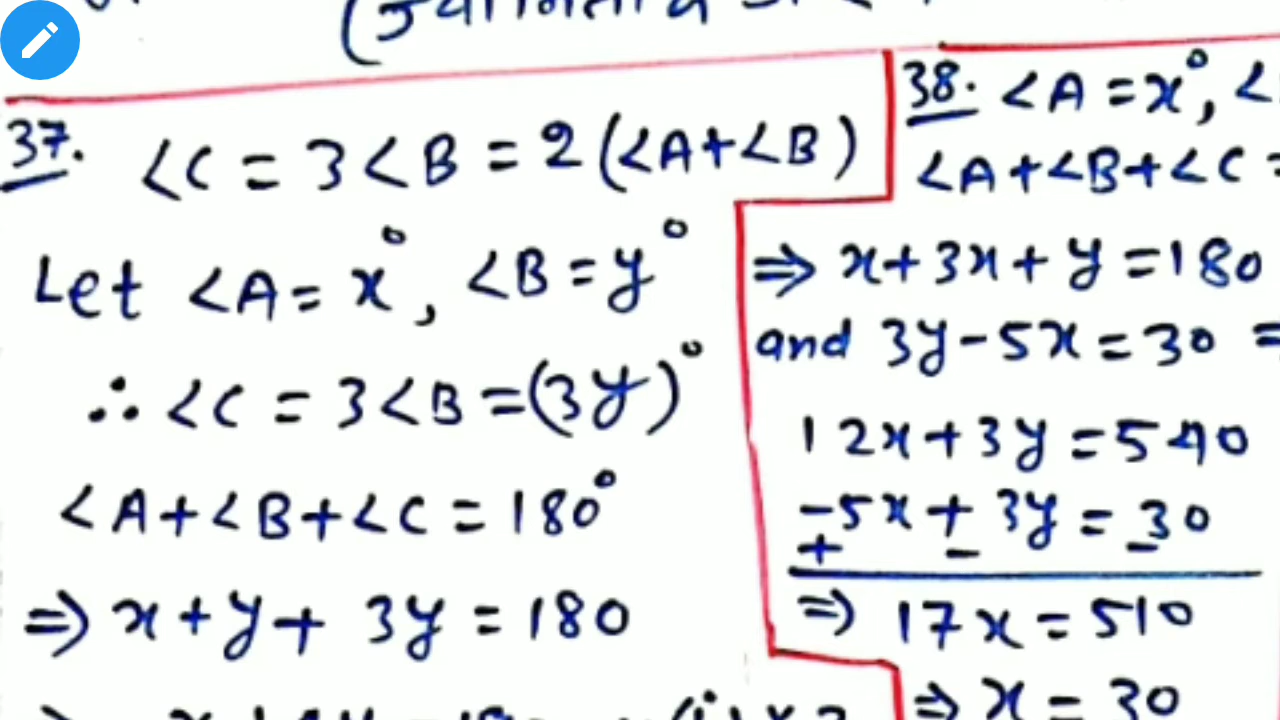 37. ∠C = 3∠B = 2(∠A+∠B)
Let ∠A = x°, ∠B = y°
∴ ∠C = 3∠B = (3y)°
∠A+∠B+∠C = 180°
⇒ x+y+ 3y = 180
38. ∠A = x°, ∠
∠A+∠B+∠C =
⇒ x+3x+y = 180
and 3y-5x = 30 =
12x+3y = 540
-5x + 3y = 30
+ - -
⇒ 17x = 510
⇒ x = 30